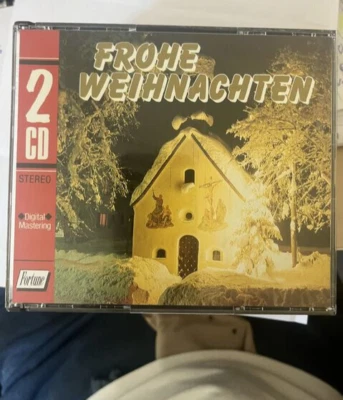 FROHE
WEIHNACHTEN
2
CD
STEREO
Digital
Mastering
Fortune